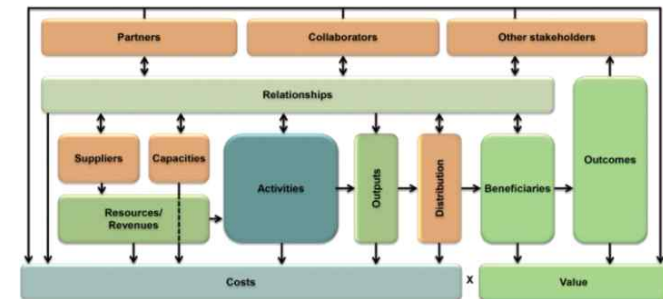 Partners
Collaborators
Other stakeholders
Relationships
Suppliers
Capacities
Activities
Outputs
Distribution
Beneficiaries
Outcomes
Resources/
Revenues
Costs
X
Value